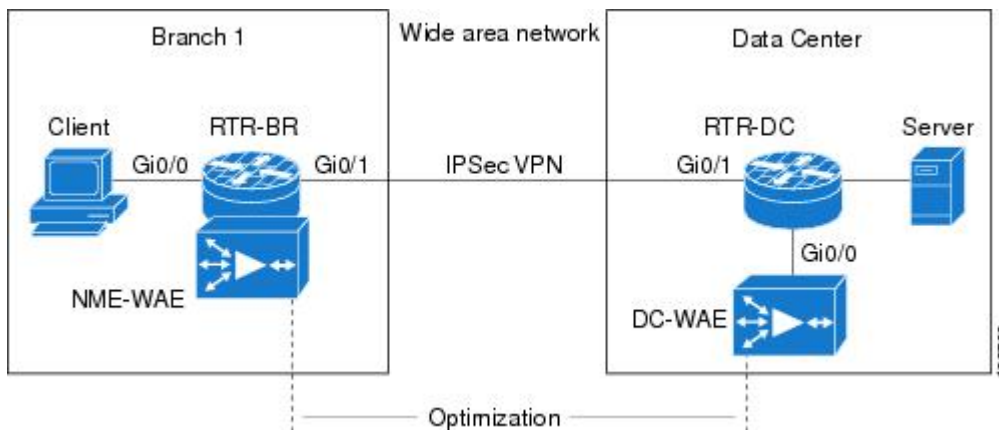 Branch 1
Wide area network
Data Center
Client
RTR-BR
RTR-DC
Server
Gi0/0
Gi0/1
IPSec VPN
Gi0/1
Gi0/0
NME-WAE
DC-WAE
Optimization